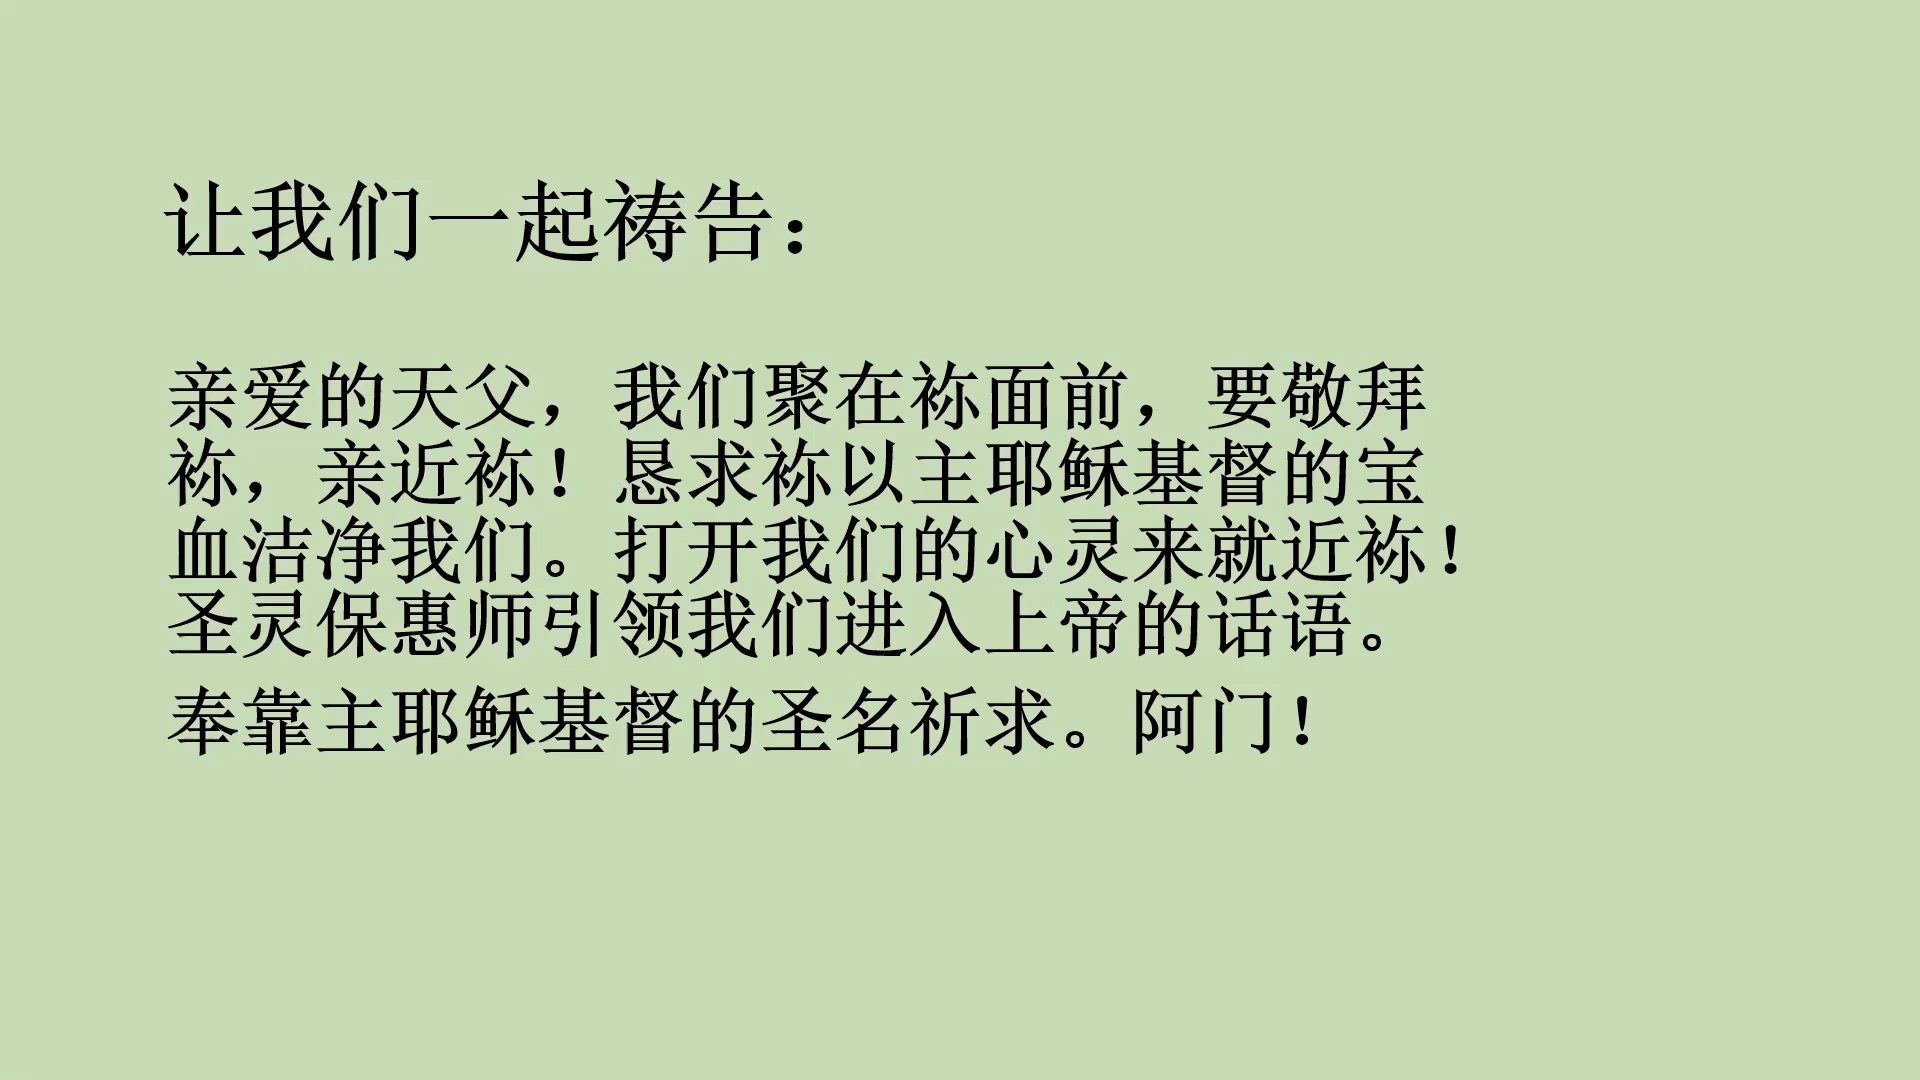 让我们一起祷告：
亲爱的天父，我们聚在祢面前，要敬拜
祢，亲近祢！恳求祢以主耶稣基督的宝
血洁净我们。打开我们的心灵来就近祢！
圣灵保惠师引领我们进入上帝的话语。
奉靠主耶稣基督的圣名祈求。阿门！